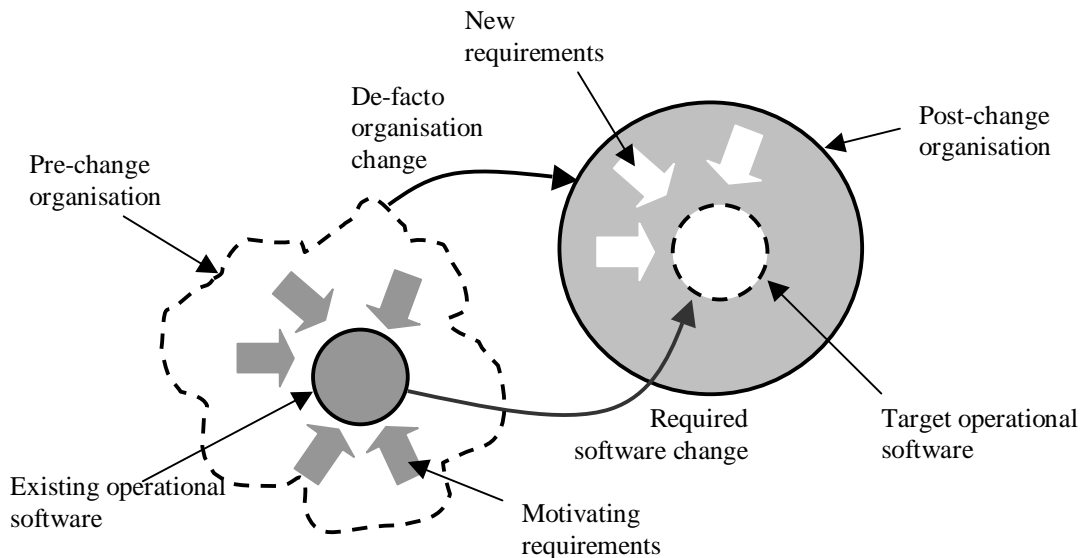 New
requirements
De-facto
organisation
change
Post-change
organisation
Pre-change
organisation
Required
software change
Target operational
software
Existing operational
software
Motivating
requirements